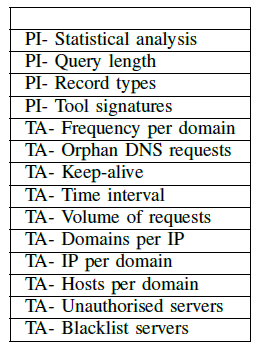 PI- Statistical analysis
PI- Query length
PI- Record types
PI- Tool signatures
TA- Frequency per domain
TA- Orphan DNS requests
TA- Keep-alive
TA- Time interval
TA- Volume of requests
TA- Domains per IP
TA- IP per domain
TA- Hosts per domain
TA- Unauthorised servers
TA- Blacklist servers